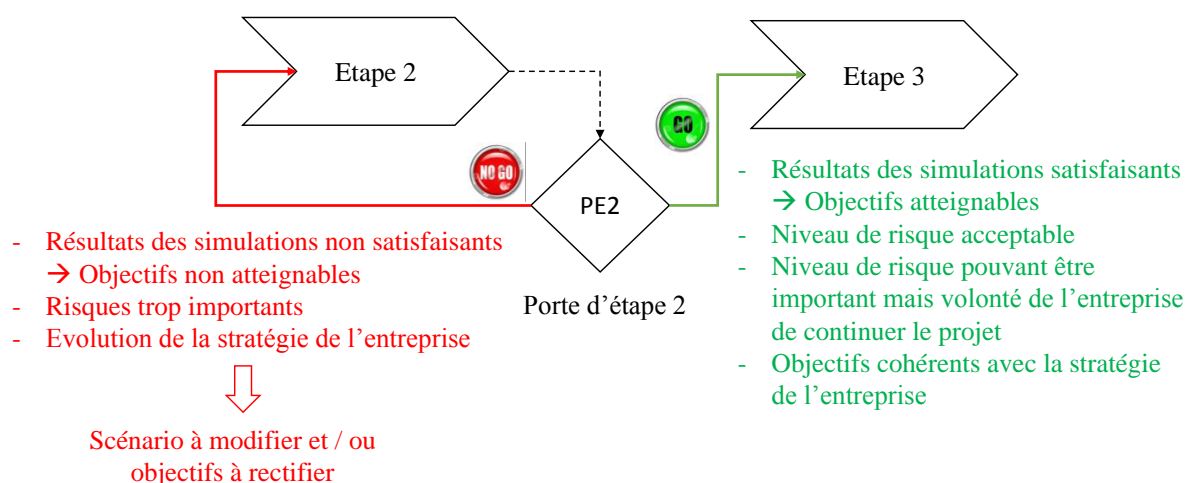 Etape 2
Etape 3
GO
NO GO
PE2
Porte d’étape 2
- Résultats des simulations non satisfaisants
→ Objectifs non atteignables
- Risques trop importants
- Evolution de la stratégie de l’entreprise
Scénario à modifier et / ou
objectifs à rectifier
- Résultats des simulations satisfaisants
→ Objectifs atteignables
- Niveau de risque acceptable
- Niveau de risque pouvant être
important mais volonté de l’entreprise
de continuer le projet
- Objectifs cohérents avec la stratégie
de l’entreprise